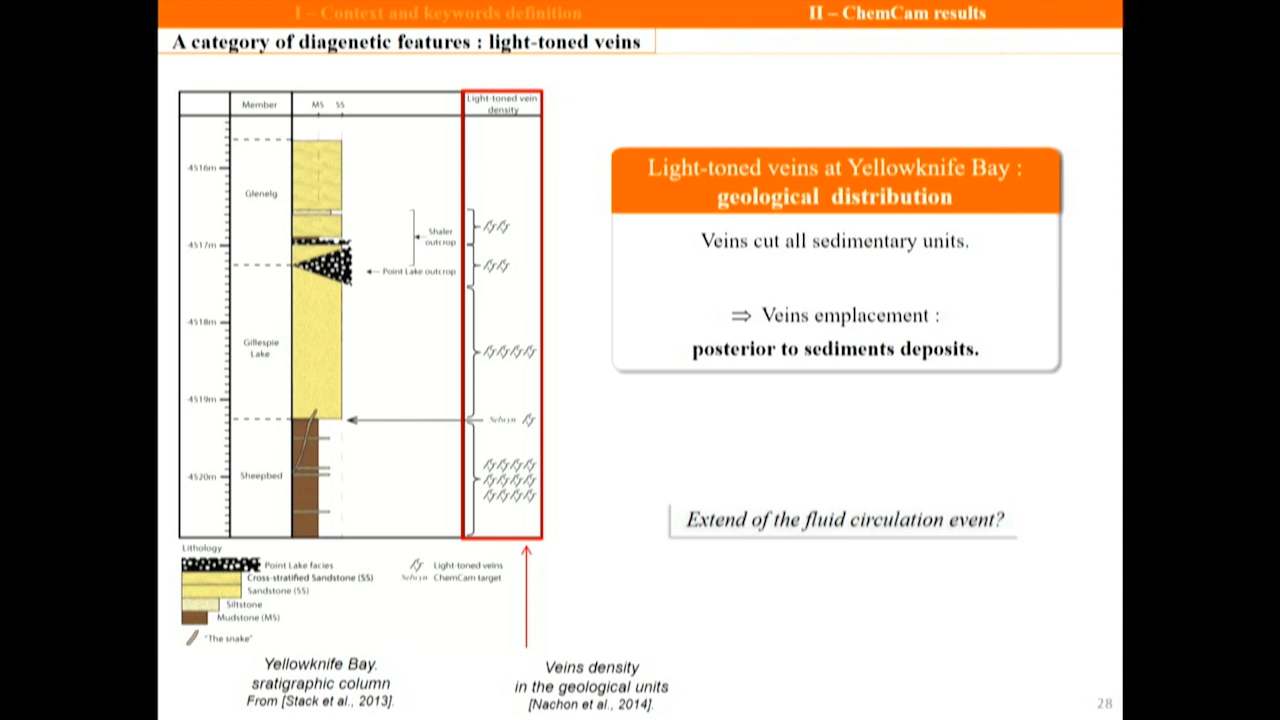 I – Context and keywords definition
II – ChemCam results
A category of diagenetic features : light-toned veins
Member
MS
SS
Light-toned vein
density
-4516m
Glenelg
Shaler
outcrop
-4517m
Point Lake outcrop
-4518m
Gillespie
Lake
-4519m
Sheepbed
-4520m
Lithology
Point Lake facies
Cross-stratified Sandstone (SS)
Sandstone (SS)
Siltstone
Mudstone (MS)
"The snake"
Light-toned veins
ChemCam target
Yellowknife Bay.
sratigraphic column
From [Stack et al., 2013].
Veins density
in the geological units
[Nachon et al., 2014].
Light-toned veins at Yellowknife Bay :
geological distribution
Veins cut all sedimentary units.
⇒ Veins emplacement :
posterior to sediments deposits.
Extend of the fluid circulation event?
28